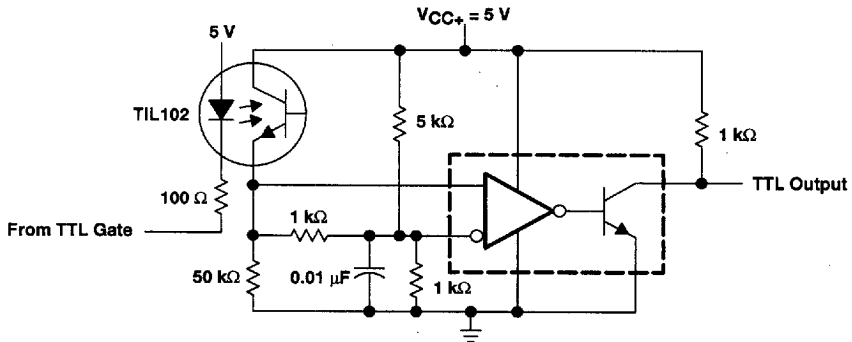 V_CC+ = 5 V
5 V
TIL102
5 kΩ
1 kΩ
TTL Output
100 Ω
1 kΩ
From TTL Gate
50 kΩ
0.01 μF
1 kΩ